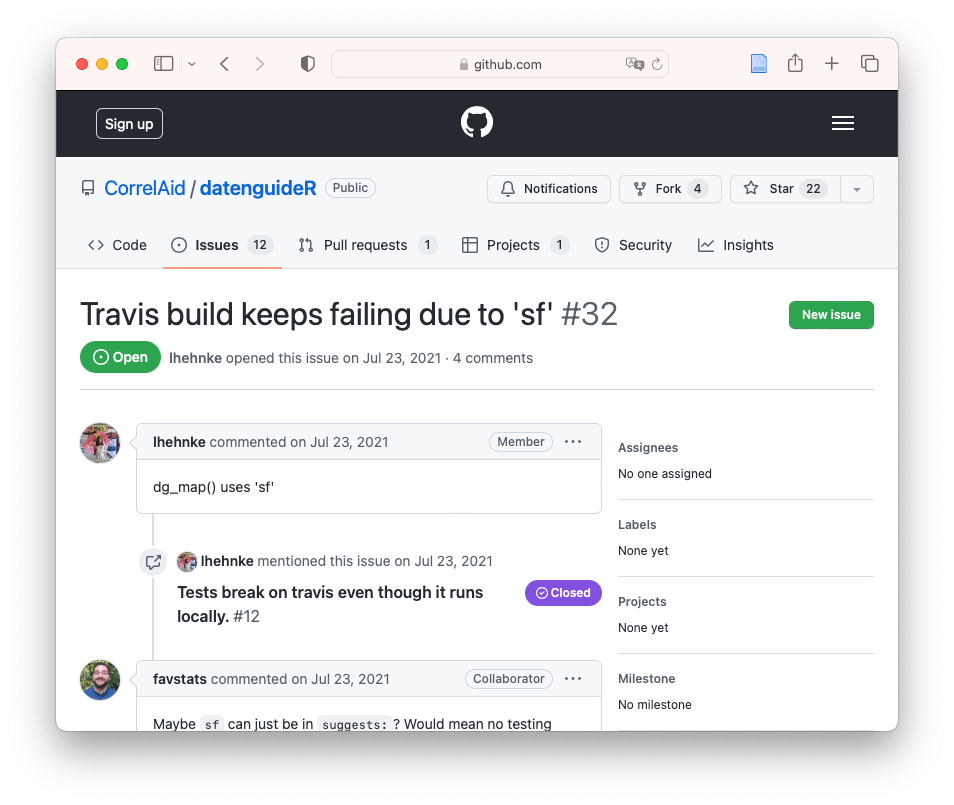 github.com
Sign up
CorrelAid / datenguideR Public
Notifications Fork 4 Star 22
Code Issues 12 Pull requests 1 Projects 1 Security Insights
Travis build keeps failing due to 'sf' #32
New issue
Open lhehnke opened this issue on Jul 23, 2021 · 4 comments
lhehnke commented on Jul 23, 2021 Member
dg_map() uses 'sf'
lhehnke mentioned this issue on Jul 23, 2021
Tests break on travis even though it runs
locally. #12
Closed
favstats commented on Jul 23, 2021 Collaborator
Maybe sf can just be in suggests: ? Would mean no testing
Assignees
No one assigned
Labels
None yet
Projects
None yet
Milestone
No milestone